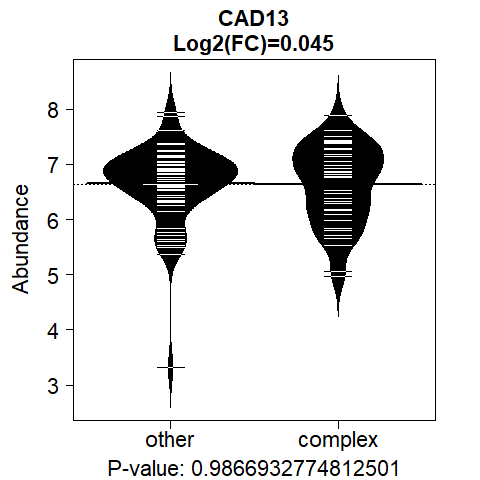 CAD13
Log2(FC)=0.045
Abundance
8
7
6
5
4
3
other
complex
P-value: 0.9866932774812501